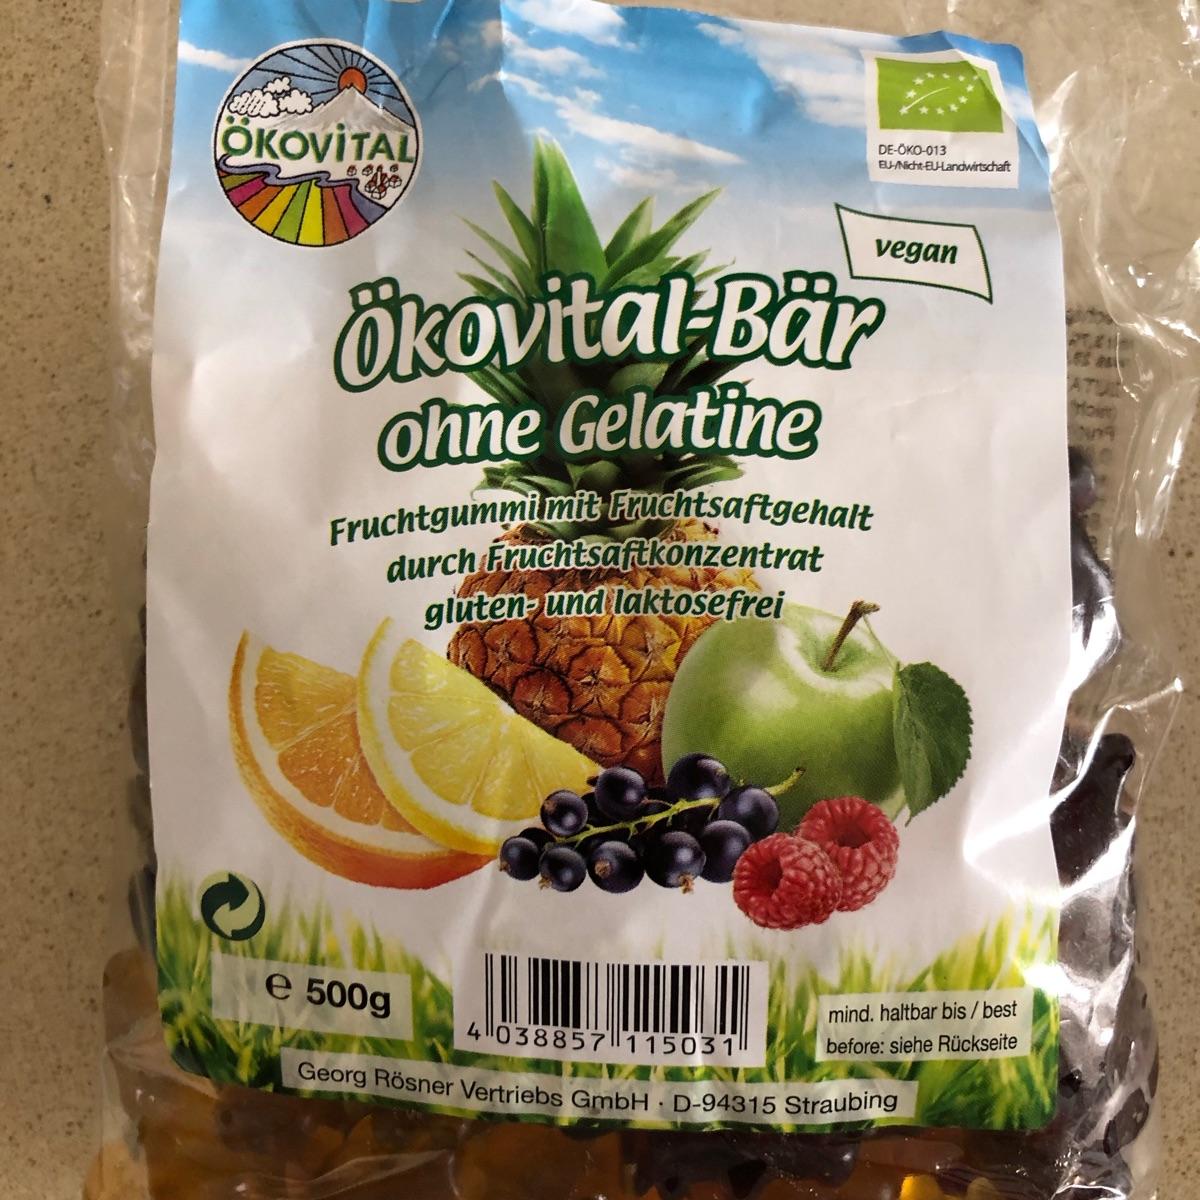 ÖKOVITAL
DE-ÖKO-013
EU-/Nicht-EU-Landwirtschaft
vegan
Ökovital-Bär
ohne Gelatine
Fruchtgummi mit Fruchtsaftgehalt
durch Fruchtsaftkonzentrat
gluten- und laktosefrei
e 500g
4 038857 115031
mind. haltbar bis / best
before: siehe Rückseite
Georg Rösner Vertriebs GmbH · D-94315 Straubing